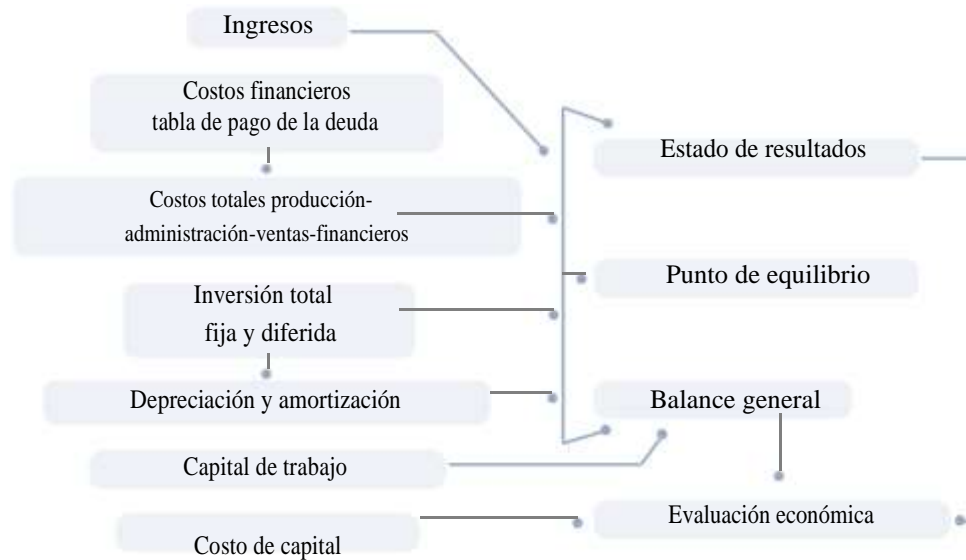 Ingresos
Costos financieros
tabla de pago de la deuda
Estado de resultados
Costos totales producción-
administración-ventas-financieros
Punto de equilibrio
Inversión total
fija y diferida
Depreciación y amortización
Balance general
Capital de trabajo
Evaluación económica
Costo de capital